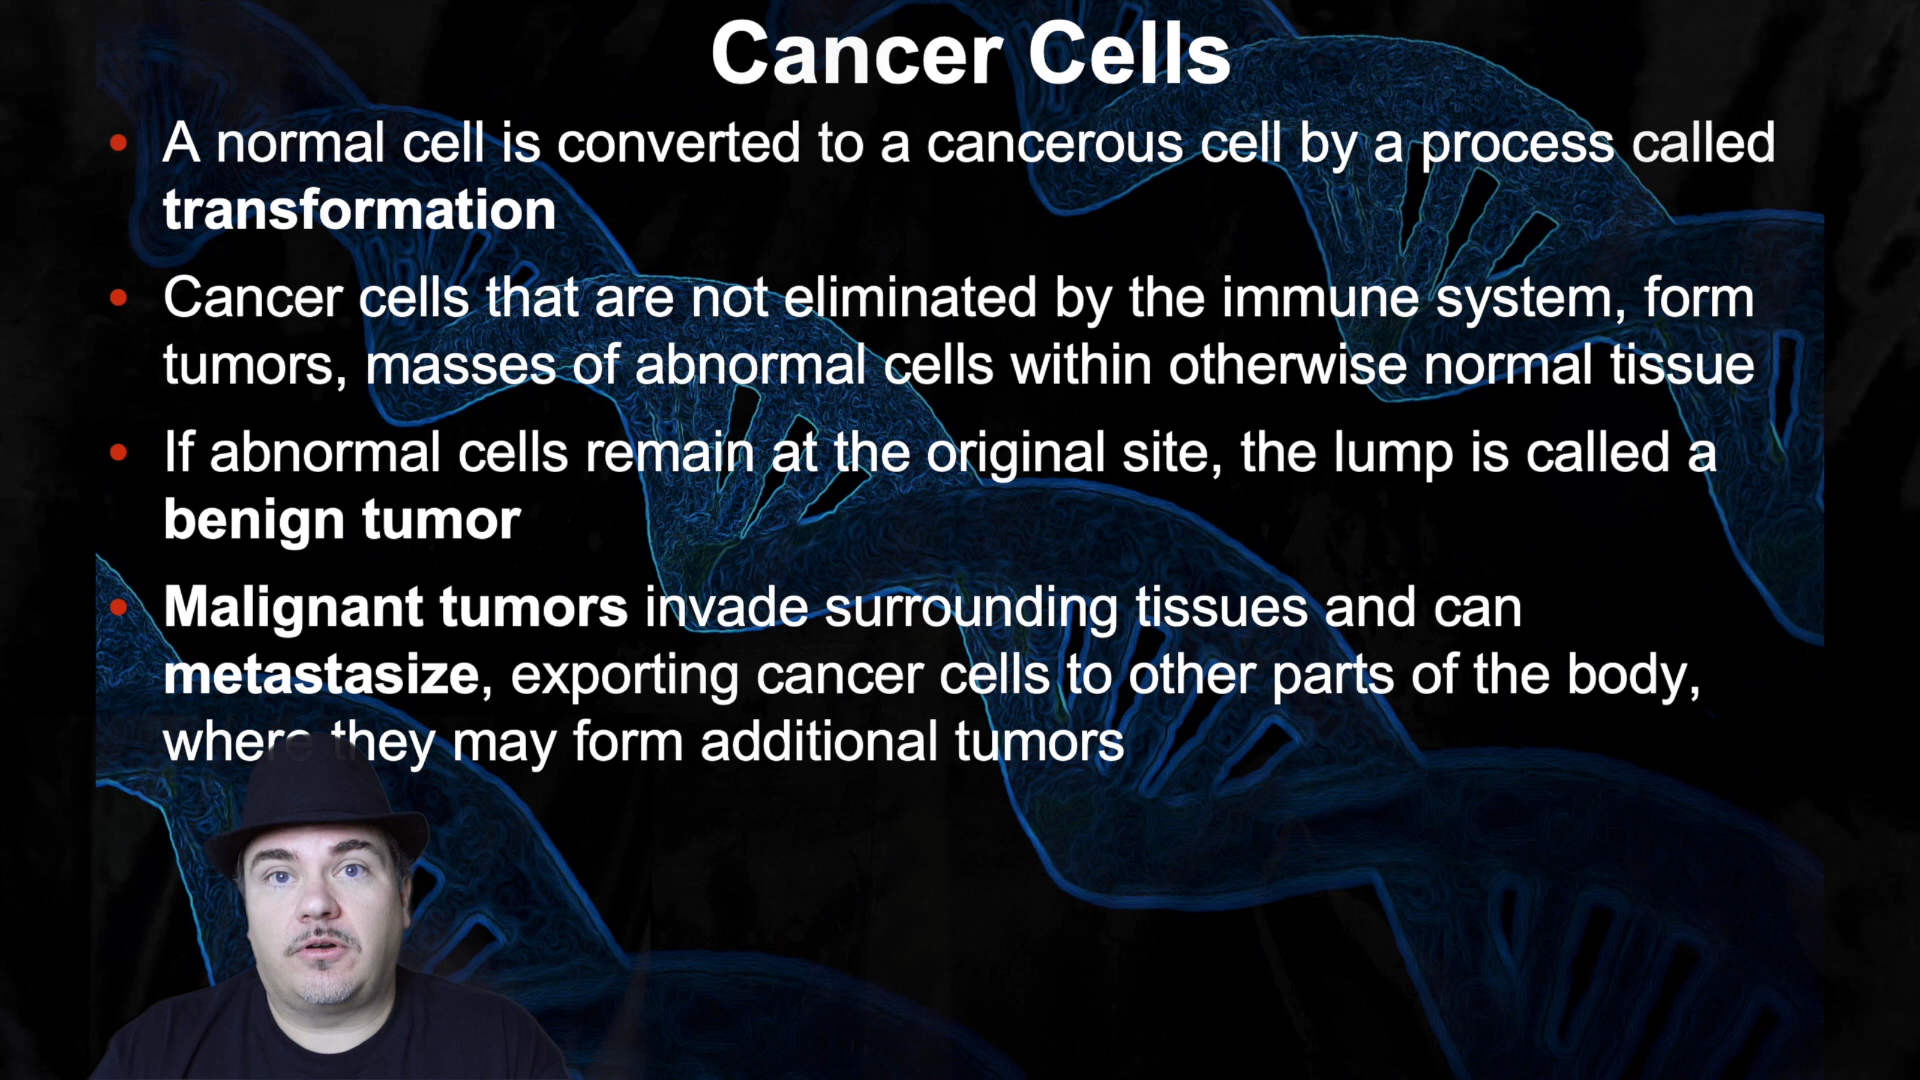 Cancer Cells
• A normal cell is converted to a cancerous cell by a process called
transformation
• Cancer cells that are not eliminated by the immune system, form
tumors, masses of abnormal cells within otherwise normal tissue
• If abnormal cells remain at the original site, the lump is called a
benign tumor
• Malignant tumors invade surrounding tissues and can
metastasize, exporting cancer cells to other parts of the body,
where they may form additional tumors